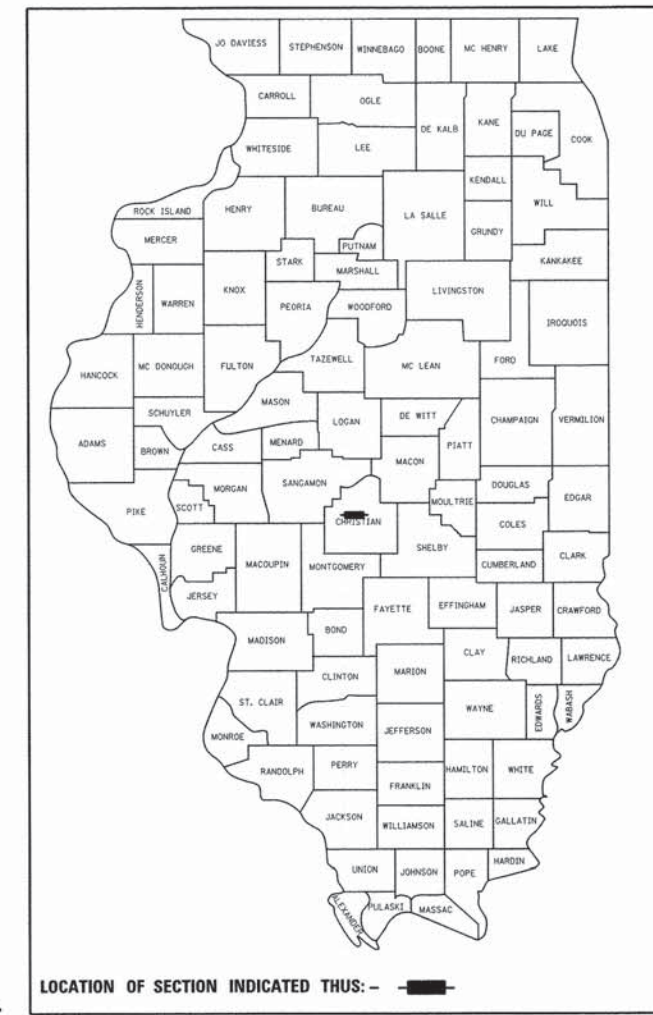 JO DAVIESS STEPHENSON WINNEBAGO BOONE MC HENRY LAKE
CARROLL OGLE DE KALB KANE DU PAGE COOK
WHITESIDE LEE
KENDALL WILL
ROCK ISLAND HENRY BUREAU LA SALLE GRUNDY
MERCER PUTNAM
STARK MARSHALL KANKAKEE
HENDERSON WARREN KNOX PEORIA WOODFORD LIVINGSTON IROQUOIS
HANCOCK MC DONOUGH FULTON TAZEWELL MC LEAN FORD
SCHUYLER MASON LOGAN DE WITT CHAMPAIGN VERMILION
ADAMS BROWN CASS MENARD MACON PIATT
MORGAN SANGAMON DOUGLAS EDGAR
PIKE SCOTT CHRISTIAN MOULTRIE COLES
GREENE MACOUPIN MONTGOMERY SHELBY CUMBERLAND CLARK
CALHOUN JERSEY FAYETTE EFFINGHAM JASPER CRAWFORD
MADISON BOND
CLAY RICHLAND LAWRENCE
CLINTON MARION
ST. CLAIR WAYNE EDWARDS WABASH
MONROE WASHINGTON JEFFERSON
RANDOLPH PERRY HAMILTON WHITE
FRANKLIN
JACKSON WILLIAMSON SALINE GALLATIN
UNION JOHNSON POPE HARDIN
ALEXANDER PULASKI MASSAC
LOCATION OF SECTION INDICATED THUS: –